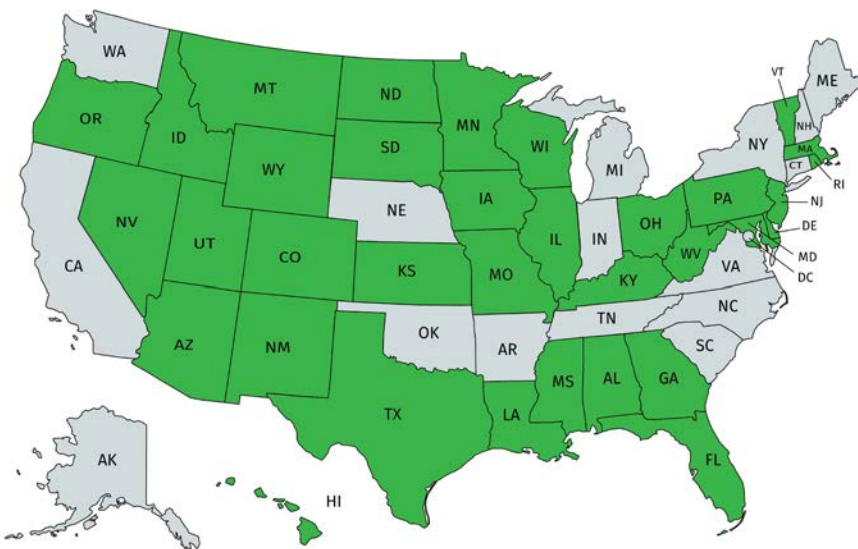 WA
MT
ND
MN
VT
ME
OR
ID
SD
WI
NH
NY
MA
WY
MI
CT
RI
NE
IA
PA
NJ
NV
UT
CO
IL
IN
OH
DE
CA
KS
MO
WV
MD
KY
VA
DC
AZ
NM
OK
AR
TN
NC
SC
TX
LA
MS
AL
GA
FL
AK
HI